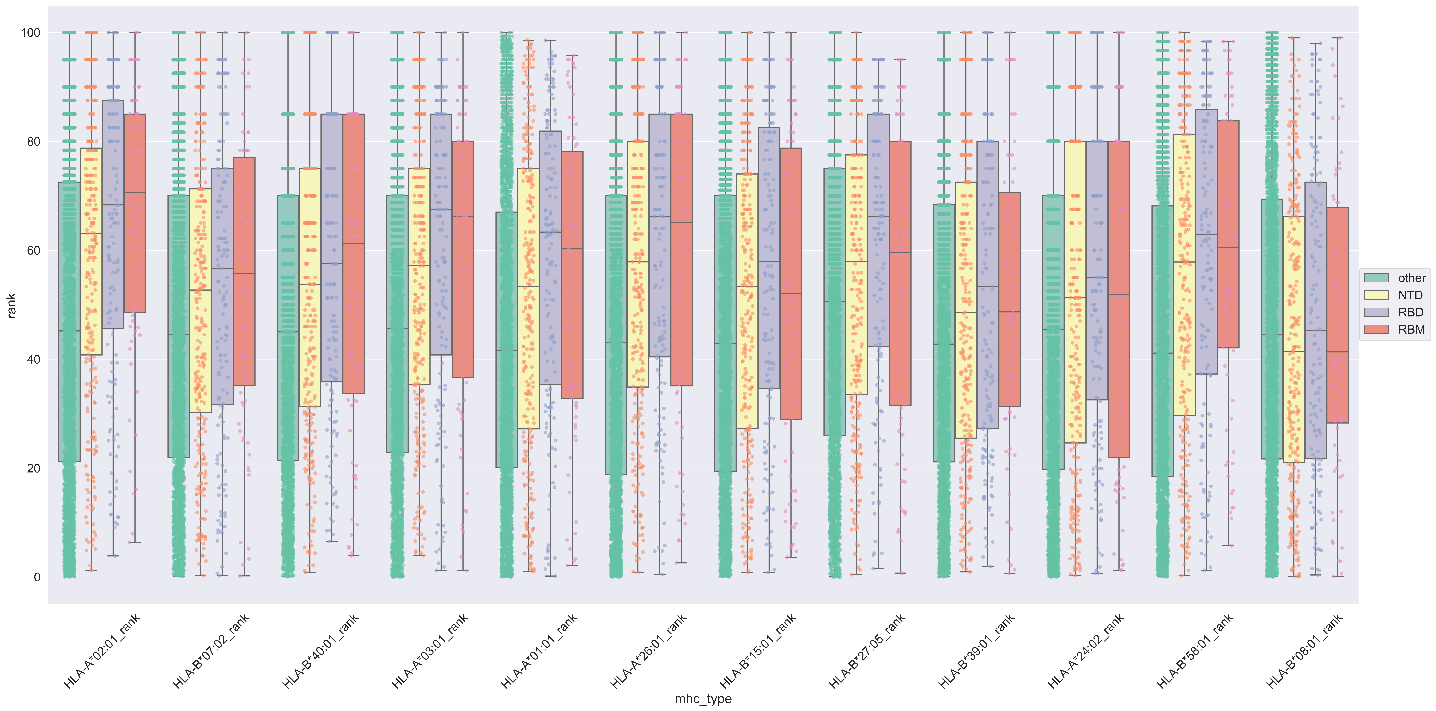 100
80
60
40
20
0
rank
HLA-A*02:01_rank
HLA-B*07:02_rank
HLA-B*40:01_rank
HLA-A*03:01_rank
HLA-A*01:01_rank
HLA-A*26:01_rank
HLA-B*15:01_rank
HLA-B*27:05_rank
HLA-B*39:01_rank
HLA-A*24:02_rank
HLA-B*58:01_rank
HLA-B*08:01_rank
mhc_type
other
NTD
RBD
RBM